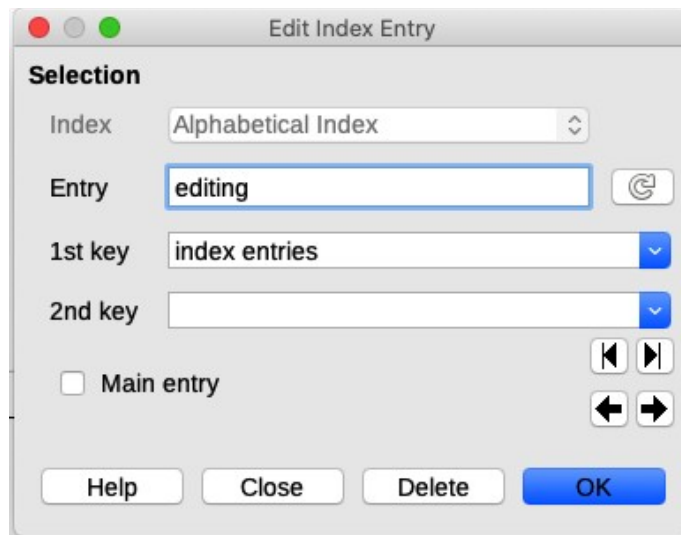 Edit Index Entry
Selection
Index Alphabetical Index
Entry editing
1st key index entries
2nd key
Main entry
Help Close Delete OK